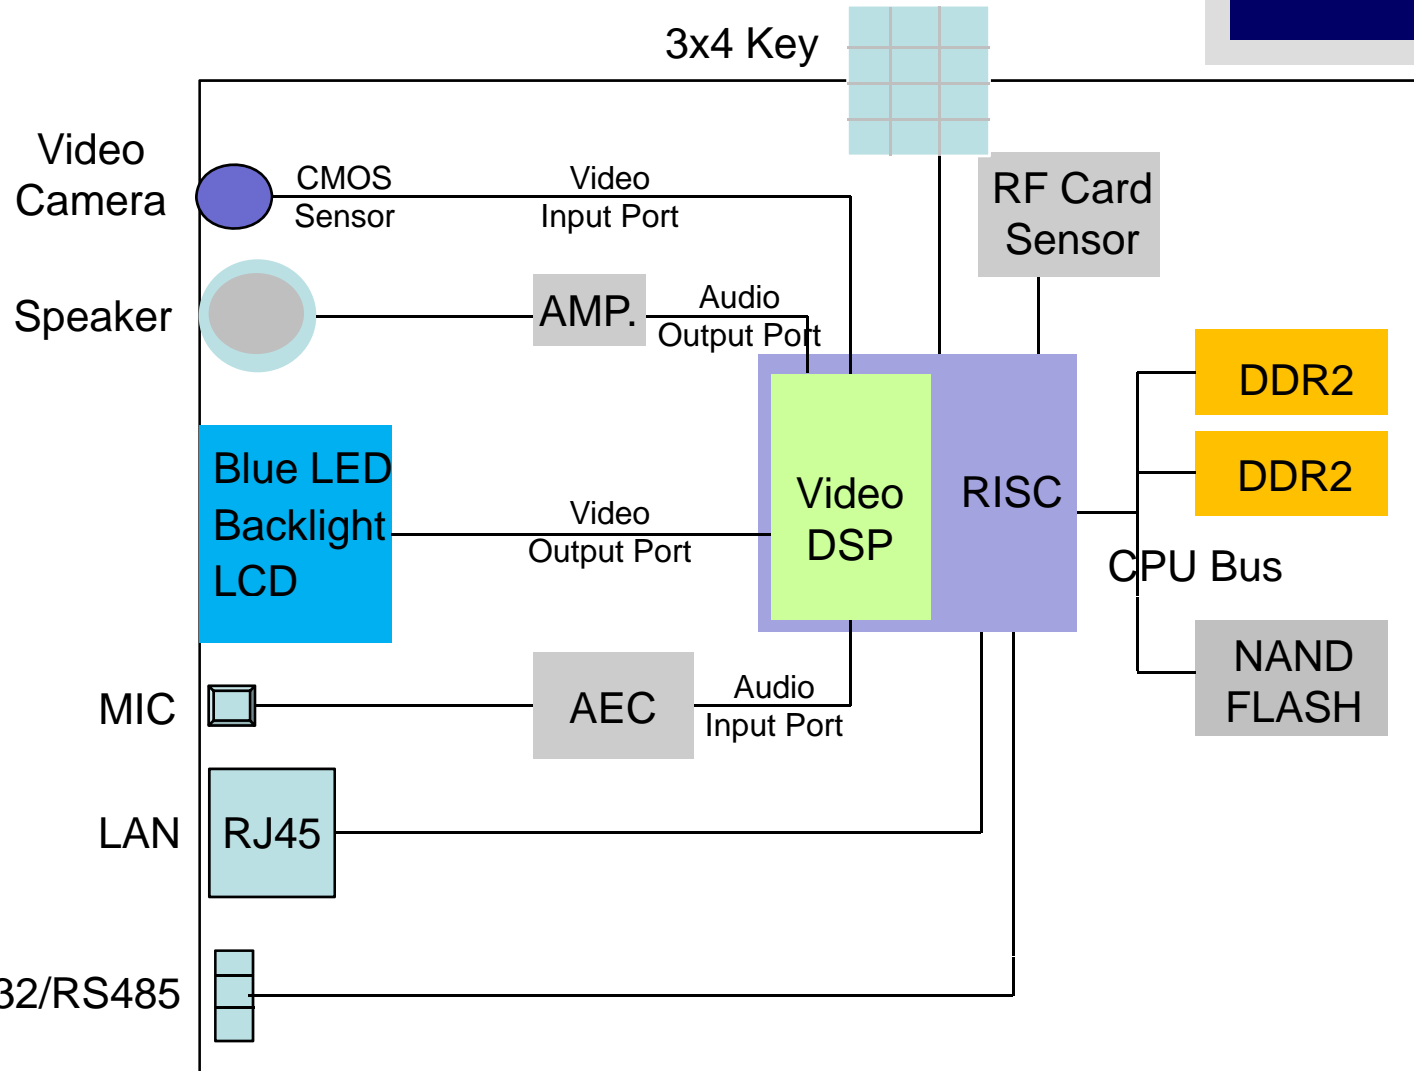 3x4 Key
Video
Camera
CMOS
Sensor
Video
Input Port
RF Card
Sensor
Speaker
AMP.
Audio
Output Port
DDR2
DDR2
Blue LED
Backlight
LCD
Video
Output Port
Video
DSP
RISC
CPU Bus
NAND
FLASH
MIC
AEC
Audio
Input Port
LAN
RJ45
32/RS485